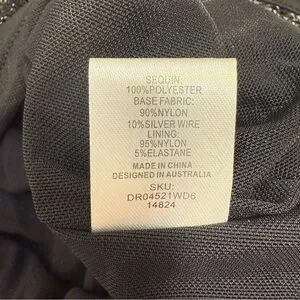 SEQUIN:
100%POLYESTER
BASE FABRIC:
90%NYLON
10%SILVER WIRE
LINING:
95%NYLON
5%ELASTANE
MADE IN CHINA
DESIGNED IN AUSTRALIA
SKU:
DR04521WD6
14824